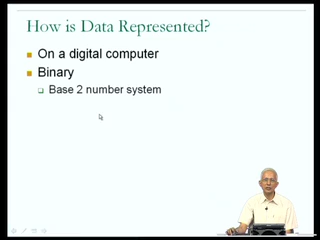 How is Data Represented?
On a digital computer
Binary
Base 2 number system